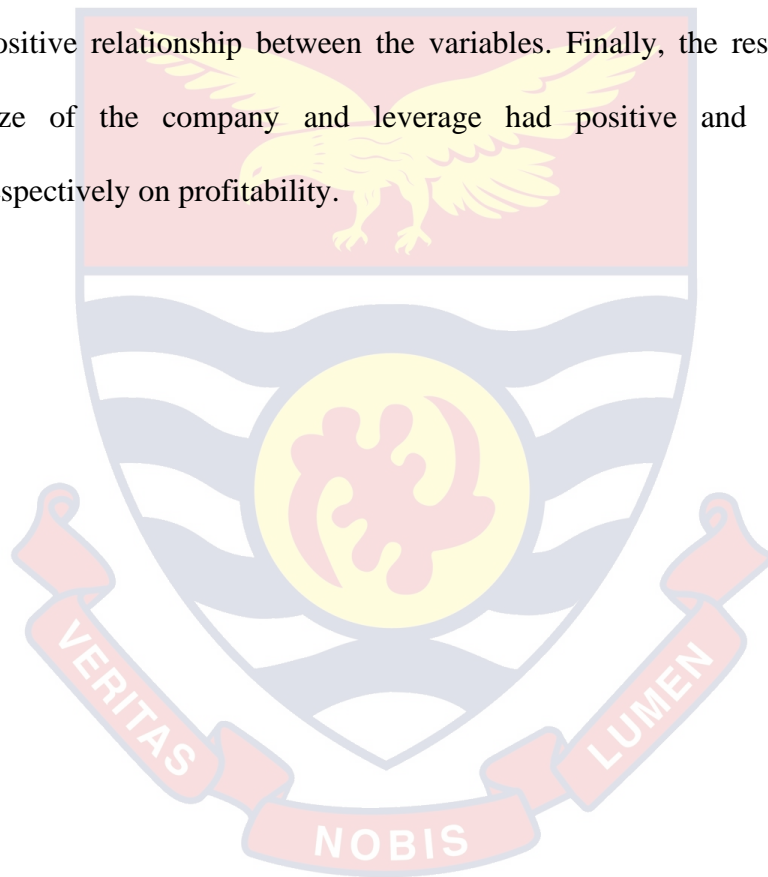 ositive relationship between the variables. Finally, the res
ze of the company and leverage had positive and
spectively on profitability.
VERITAS
NOBIS
LUMEN